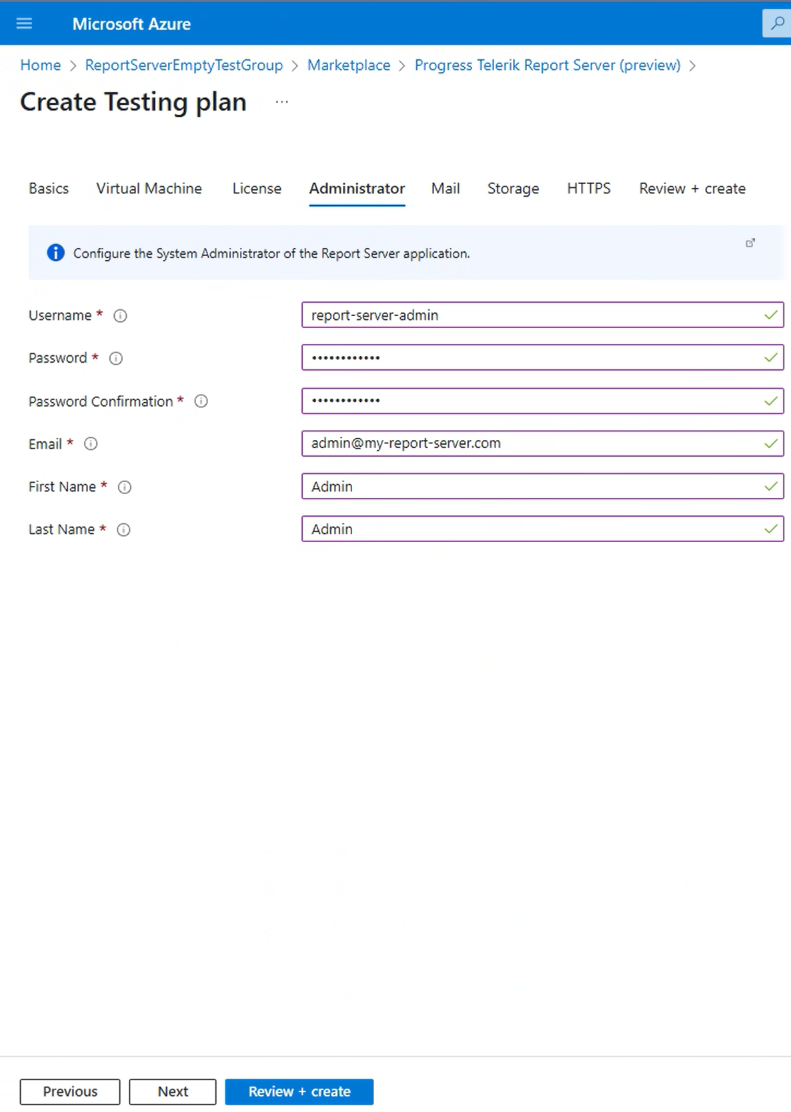 Microsoft Azure
Home > ReportServerEmptyTestGroup > Marketplace > Progress Telerik Report Server (preview) >
Create Testing plan ...
Basics Virtual Machine License Administrator Mail Storage HTTPS Review + create
Configure the System Administrator of the Report Server application.
Username * report-server-admin
Password * ••••••••••••
Password Confirmation * ••••••••••••
Email * admin@my-report-server.com
First Name * Admin
Last Name * Admin
Previous Next Review + create